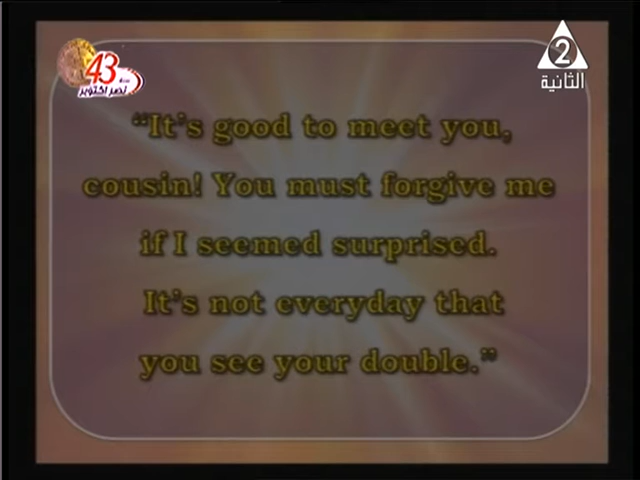 43 سنة
نصر أكتوبر
2
الثانية
“It's good to meet you,
cousin! You must forgive me
if I seemed surprised.
It's not everyday that
you see your double.”